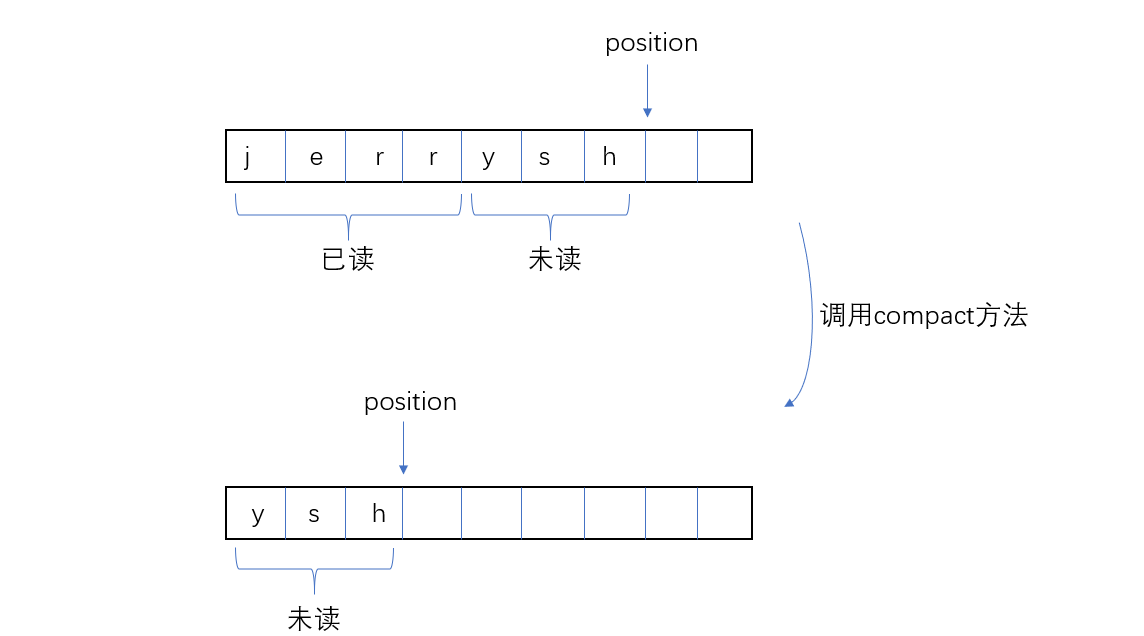 position
j e r r y s h
已读 未读
调用compact方法
position
y s h
未读